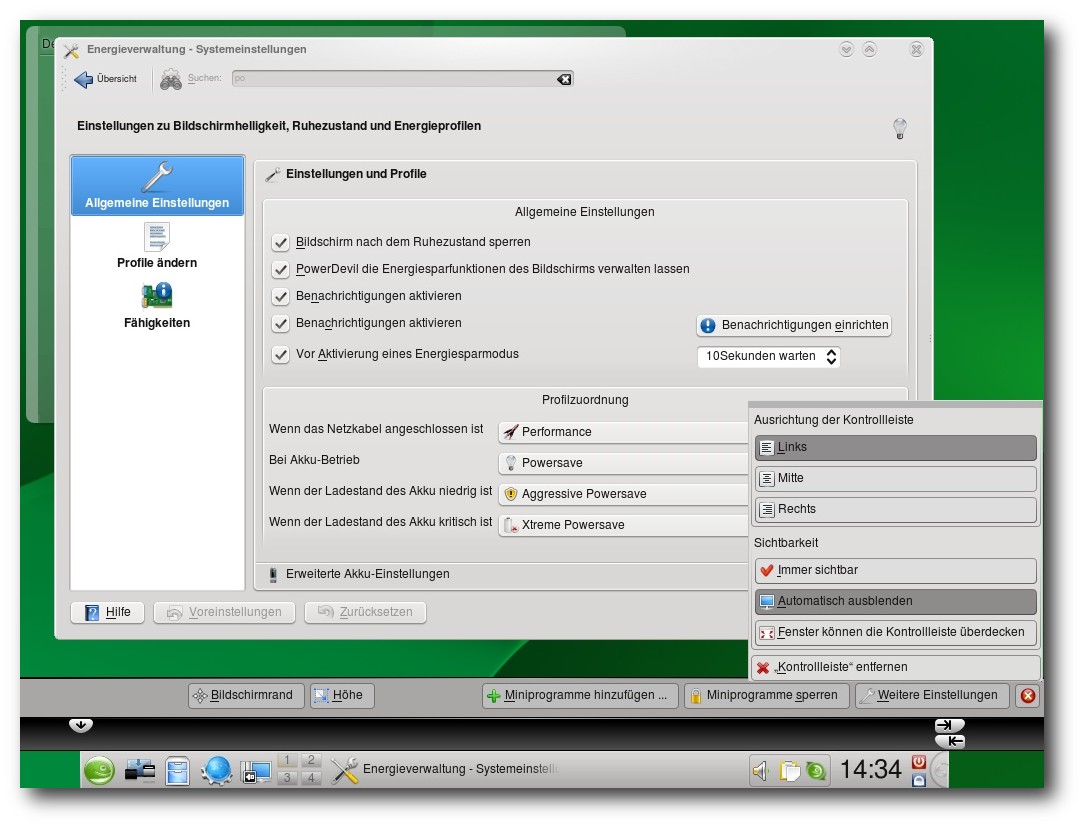 De
Energieverwaltung - Systemeinstellungen
Übersicht
Suchen:
po
Einstellungen zu Bildschirmhelligkeit, Ruhezustand und Energieprofilen
Allgemeine Einstellungen
Profile ändern
Fähigkeiten
Einstellungen und Profile
Allgemeine Einstellungen
Bildschirm nach dem Ruhezustand sperren
PowerDevil die Energiesparfunktionen des Bildschirms verwalten lassen
Benachrichtigungen aktivieren
Benachrichtigungen aktivieren
Benachrichtigungen einrichten
Vor Aktivierung eines Energiesparmodus
10Sekunden warten
Profilzuordnung
Wenn das Netzkabel angeschlossen ist
Performance
Bei Akku-Betrieb
Powersave
Wenn der Ladestand des Akku niedrig ist
Aggressive Powersave
Wenn der Ladestand des Akku kritisch ist
Xtreme Powersave
Erweiterte Akku-Einstellungen
Hilfe
Voreinstellungen
Zurücksetzen
Ausrichtung der Kontrollleiste
Links
Mitte
Rechts
Sichtbarkeit
Immer sichtbar
Automatisch ausblenden
Fenster können die Kontrollleiste überdecken
„Kontrollleiste“ entfernen
Bildschirmrand
Höhe
Miniprogramme hinzufügen ...
Miniprogramme sperren
Weitere Einstellungen
1 2
3 4
Energieverwaltung - Systemeinstell
14:34